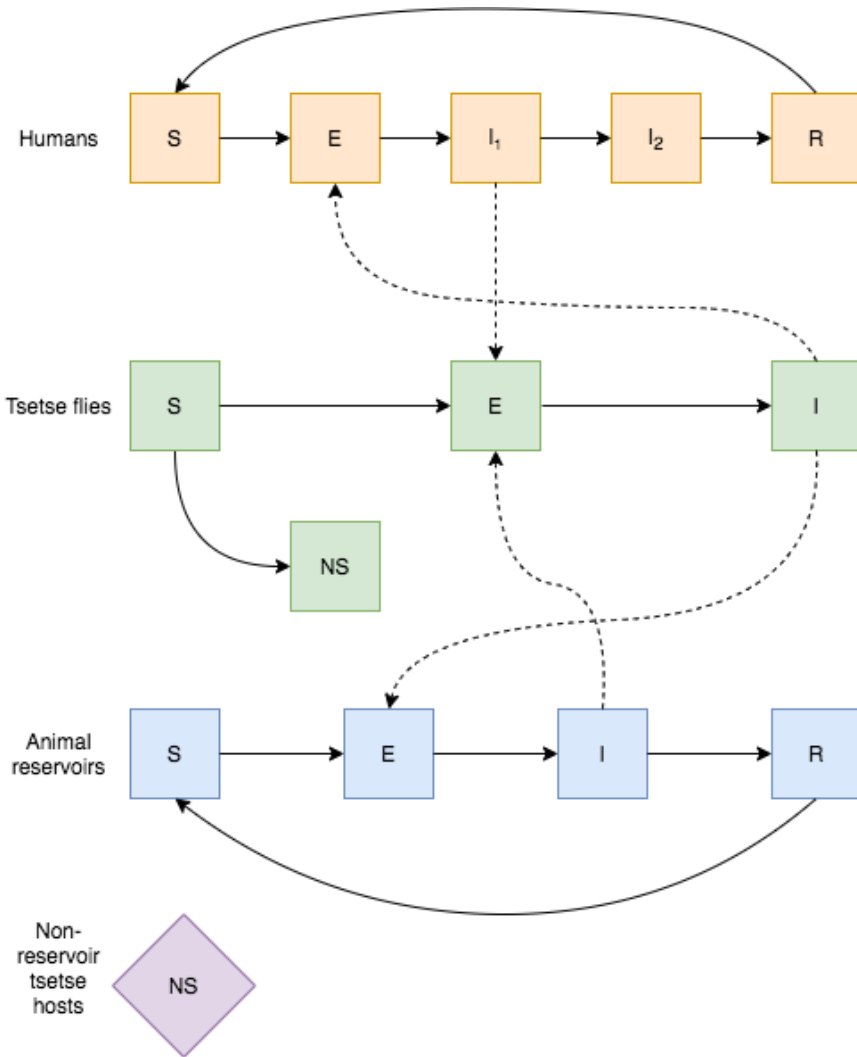 Humans
S
E
I₁
I₂
R
Tsetse flies
S
E
I
NS
Animal
reservoirs
S
E
I
R
Non-
reservoir
tsetse
hosts
NS